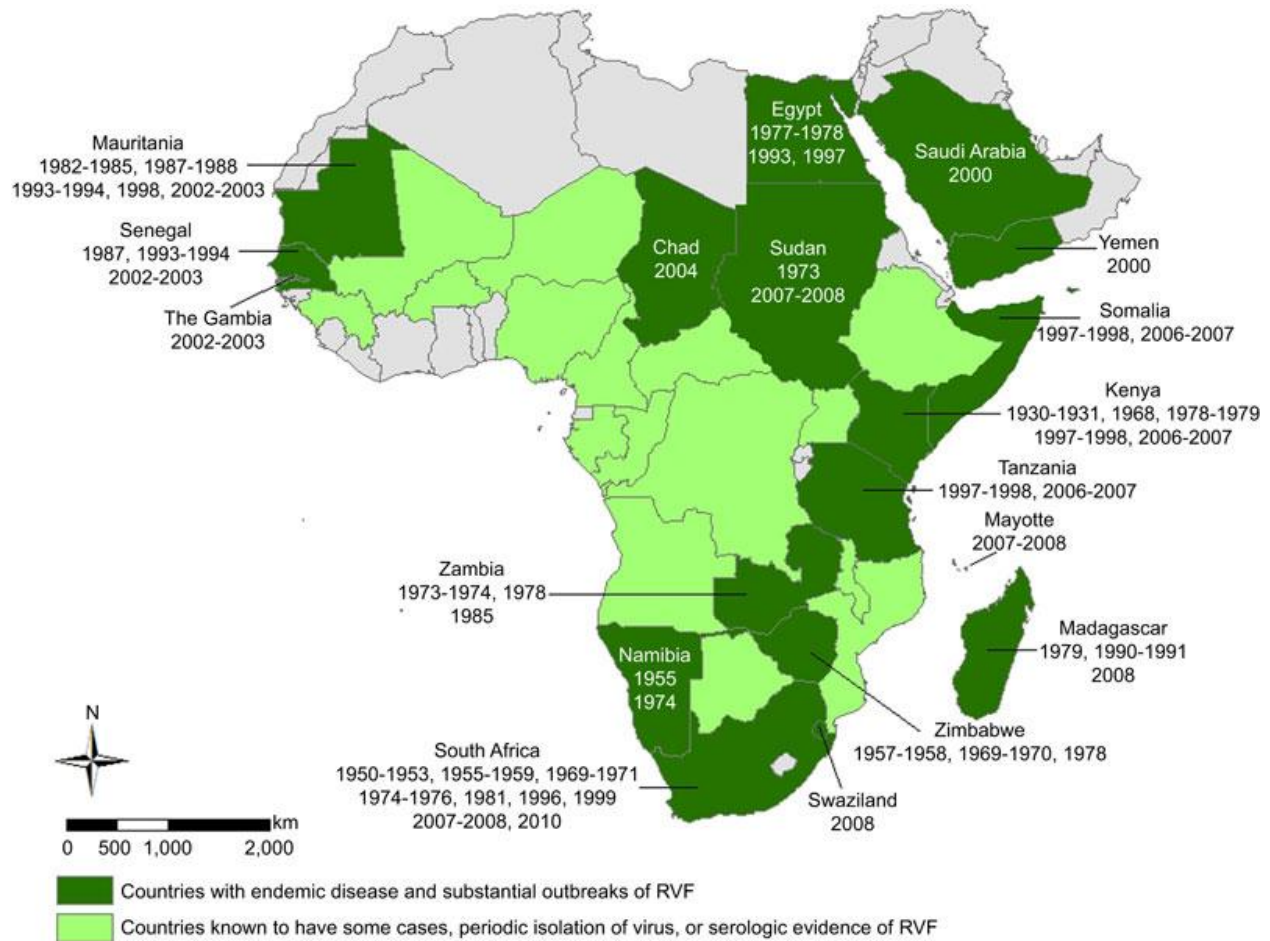 Egypt
1977-1978
1993, 1997
Saudi Arabia
2000
Mauritania
1982-1985, 1987-1988
1993-1994, 1998, 2002-2003
Senegal
1987, 1993-1994
2002-2003
The Gambia
2002-2003
Chad
2004
Sudan
1973
2007-2008
Yemen
2000
Somalia
1997-1998, 2006-2007
Kenya
1930-1931, 1968, 1978-1979
1997-1998, 2006-2007
Tanzania
1997-1998, 2006-2007
Mayotte
2007-2008
Zambia
1973-1974, 1978
1985
Madagascar
1979, 1990-1991
2008
Namibia
1955
1974
Zimbabwe
1957-1958, 1969-1970, 1978
South Africa
1950-1953, 1955-1959, 1969-1971
1974-1976, 1981, 1996, 1999
2007-2008, 2010
Swaziland
2008
N
km
0 500 1,000 2,000
Countries with endemic disease and substantial outbreaks of RVF
Countries known to have some cases, periodic isolation of virus, or serologic evidence of RVF